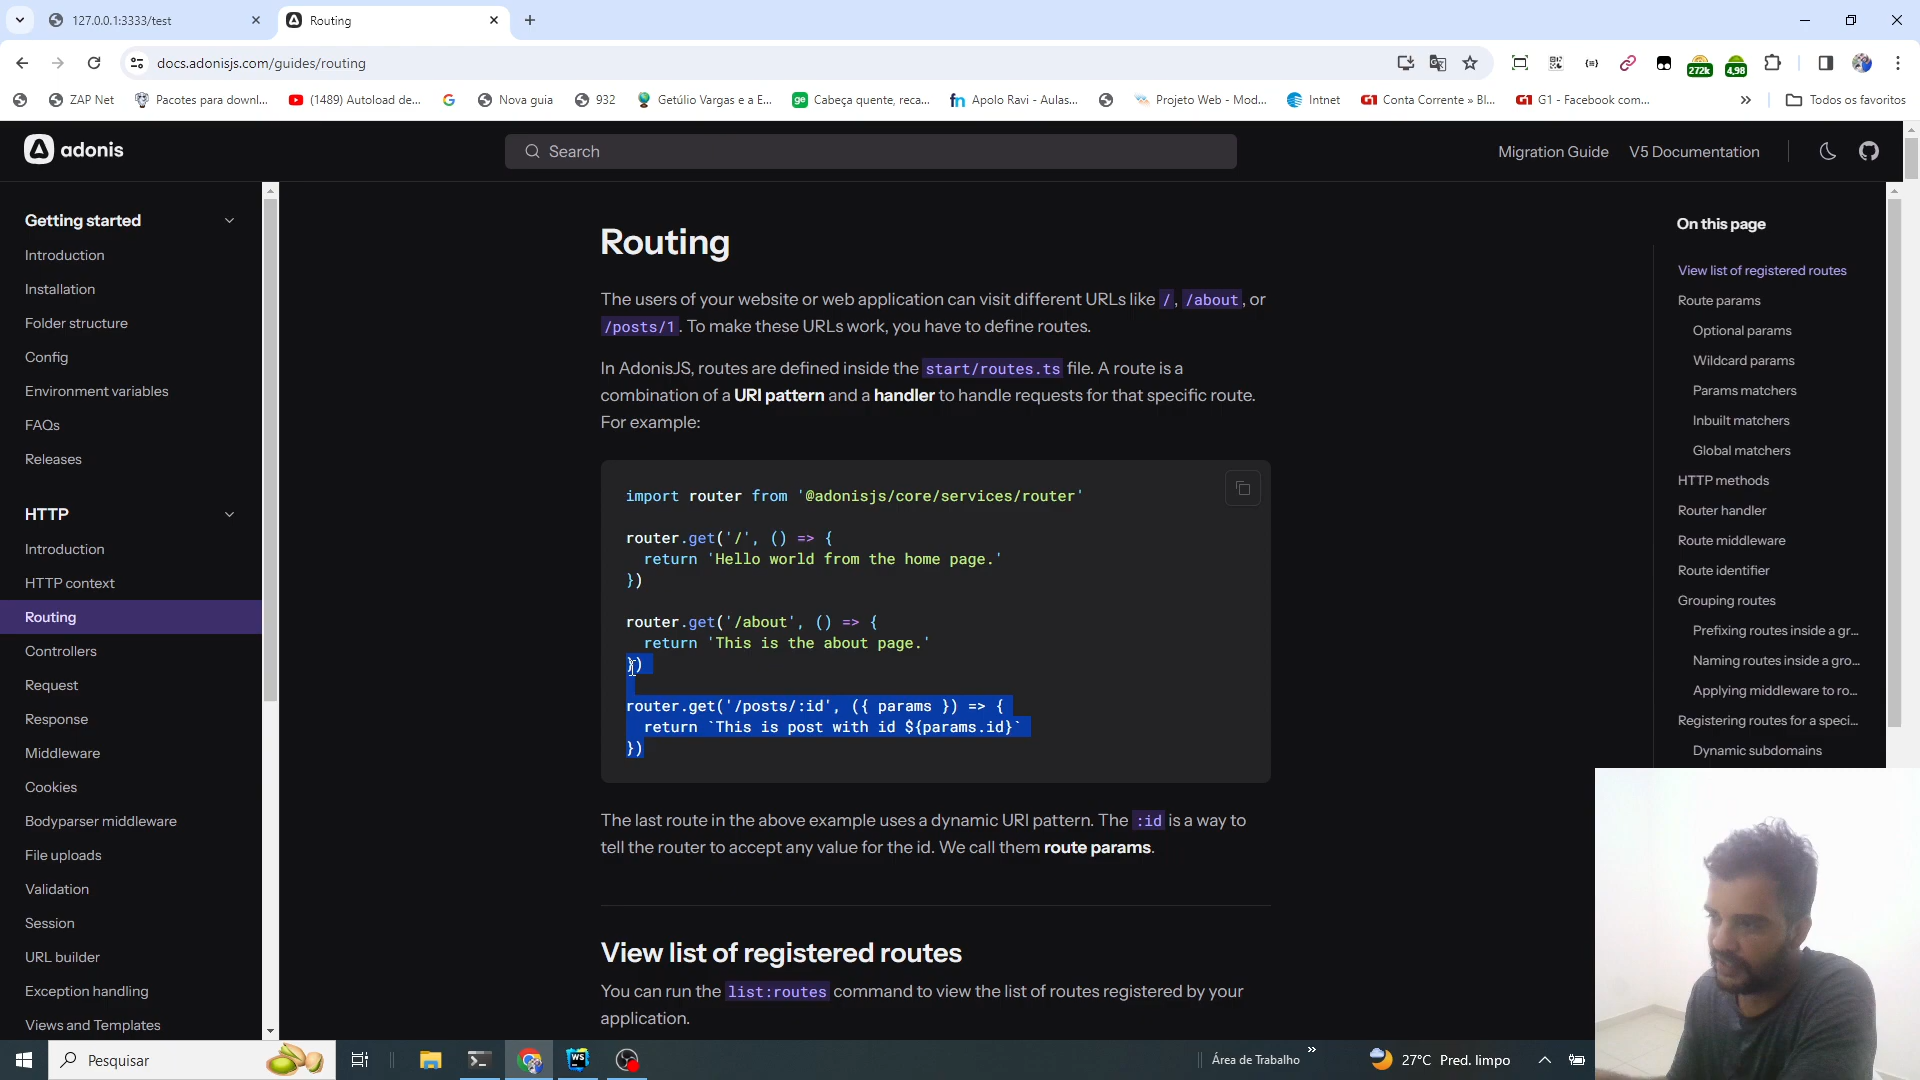 127.0.0.1:3333/test
Routing
docs.adonisjs.com/guides/routing
272k
4,98
ZAP Net
Pacotes para downl...
(1489) Autoload de...
Nova guia
932
Getúlio Vargas e a E...
Cabeça quente, reca...
Apolo Ravi - Aulas...
Projeto Web - Mod...
Intnet
Conta Corrente » Bl...
G1 - Facebook com...
Todos os favoritos
adonis
Search
Migration Guide
V5 Documentation
Getting started
Introduction
Installation
Folder structure
Config
Environment variables
FAQs
Releases
HTTP
Introduction
HTTP context
Routing
Controllers
Request
Response
Middleware
Cookies
Bodyparser middleware
File uploads
Validation
Session
URL builder
Exception handling
Views and Templates
Routing
The users of your website or web application can visit different URLs like /, /about, or
/posts/1. To make these URLs work, you have to define routes.
In AdonisJS, routes are defined inside the start/routes.ts file. A route is a
combination of a URI pattern and a handler to handle requests for that specific route.
For example:
import router from '@adonisjs/core/services/router'
router.get('/', () => {
return 'Hello world from the home page.'
})
router.get('/about', () => {
return 'This is the about page.'
})
router.get('/posts/:id', ({ params }) => {
return `This is post with id ${params.id}`
})
The last route in the above example uses a dynamic URI pattern. The :id is a way to
tell the router to accept any value for the id. We call them route params.
View list of registered routes
You can run the list:routes command to view the list of routes registered by your
application.
On this page
View list of registered routes
Route params
Optional params
Wildcard params
Params matchers
Inbuilt matchers
Global matchers
HTTP methods
Router handler
Route middleware
Route identifier
Grouping routes
Prefixing routes inside a gr...
Naming routes inside a gro...
Applying middleware to ro...
Registering routes for a speci...
Dynamic subdomains
Pesquisar
WS
Área de Trabalho
27°C Pred. limpo